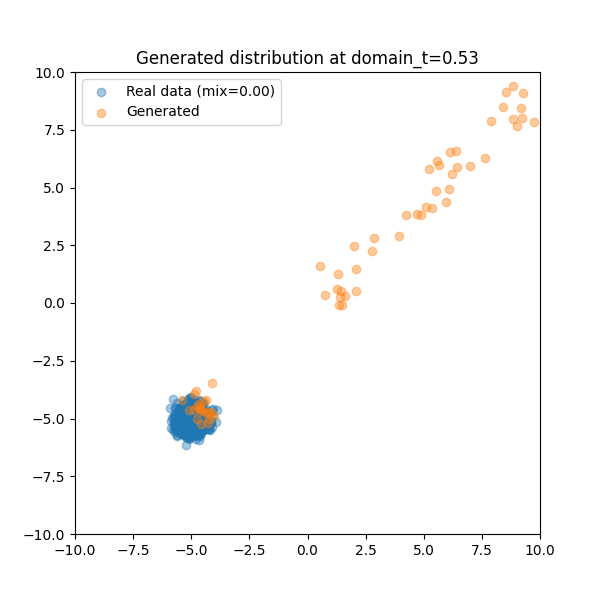 Generated distribution at domain_t=0.53
Real data (mix=0.00)
Generated
10.0
7.5
5.0
2.5
0.0
−2.5
−5.0
−7.5
−10.0
−10.0 −7.5 −5.0 −2.5 0.0 2.5 5.0 7.5 10.0